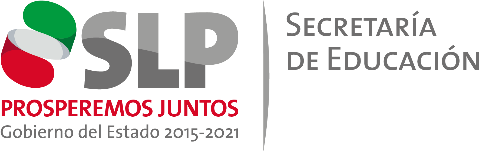 SLP
PROSPEREMOS JUNTOS
Gobierno del Estado 2015-2021
SECRETARÍA
DE EDUCACIÓN